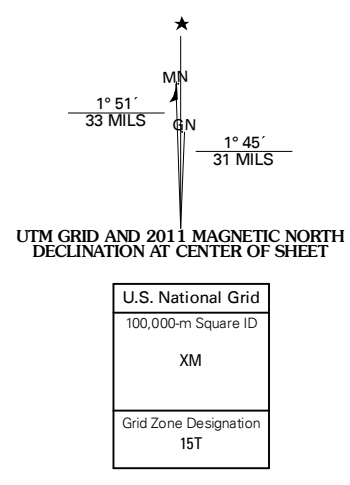 ★
MN
1° 51´
33 MILS
GN
1° 45´
31 MILS
UTM GRID AND 2011 MAGNETIC NORTH
DECLINATION AT CENTER OF SHEET
U.S. National Grid
100,000-m Square ID
XM
Grid Zone Designation
15T